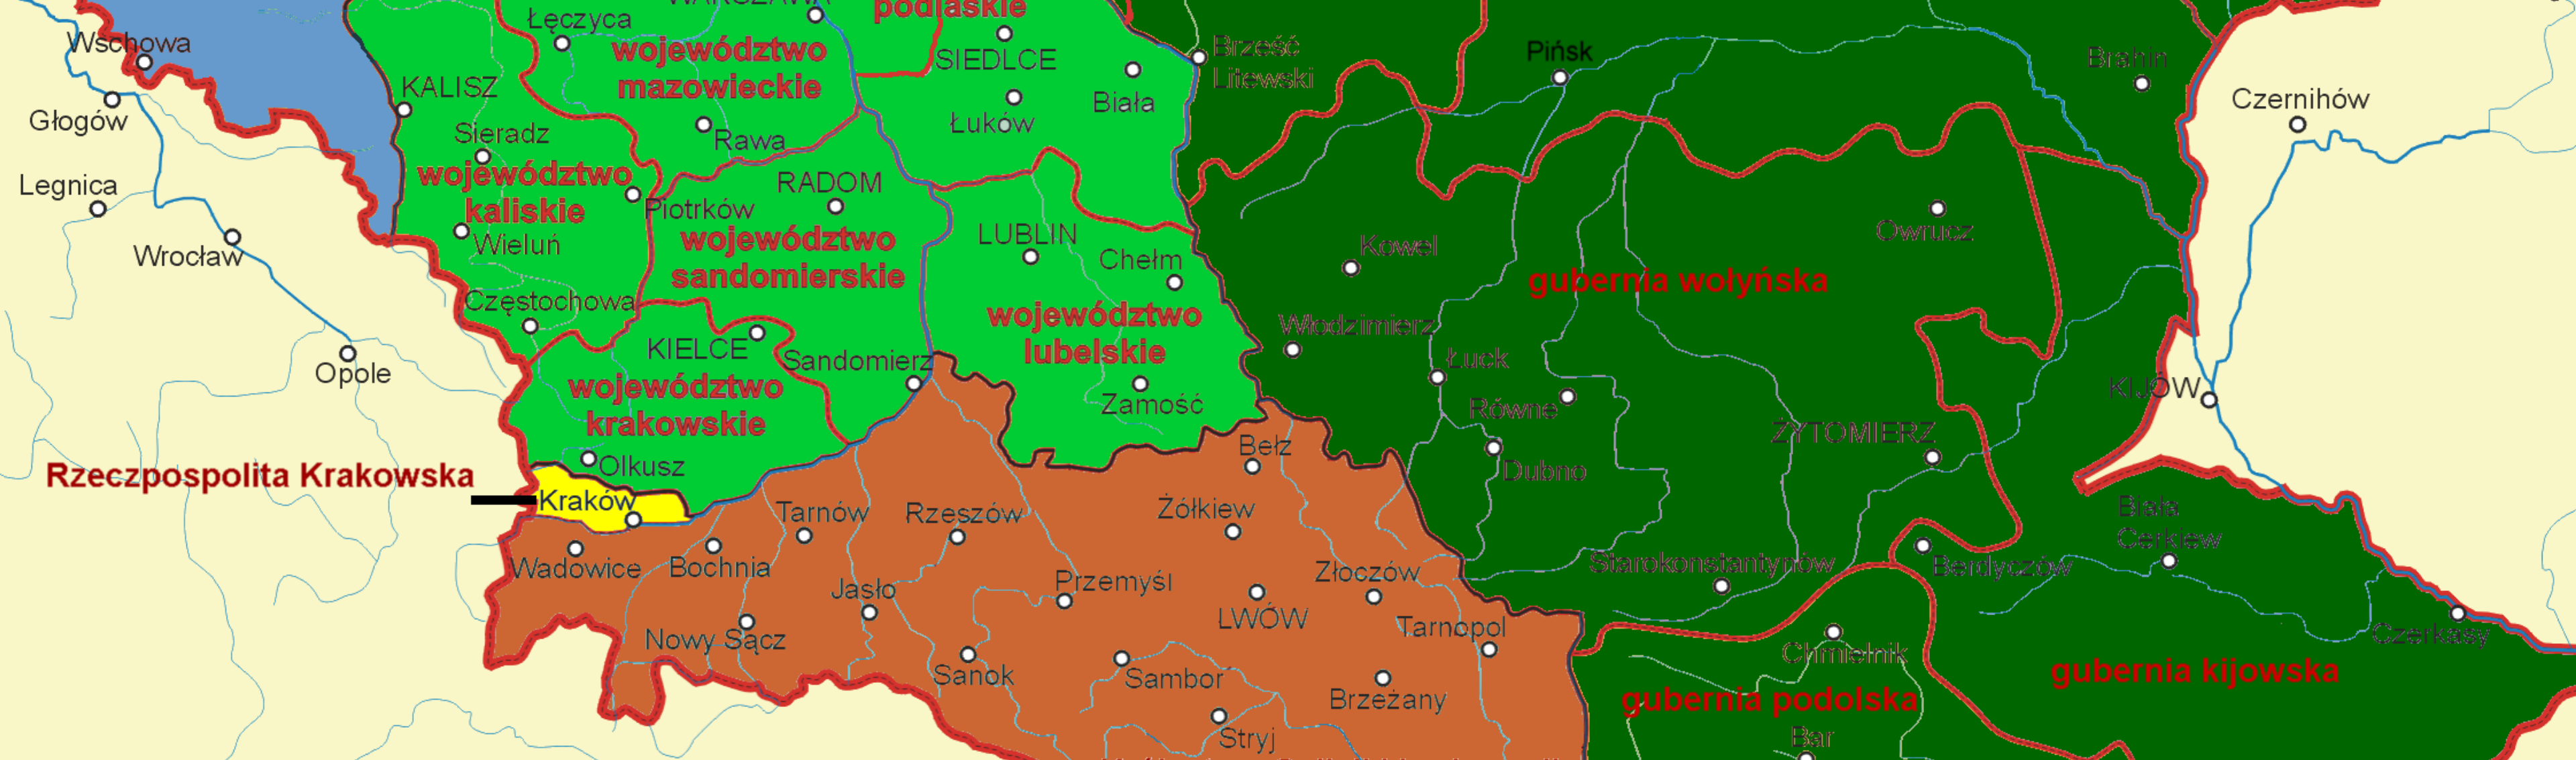 WARSZAWA
podlaskie
Łęczyca
Wschowa
województwo
mazowieckie
SIEDLCE
Brześć
Litewski
Pińsk
Brahin
KALISZ
Biała
Czernihów
Głogów
Łuków
Sieradz
Rawa
województwo
kaliskie
Legnica
RADOM
Piotrków
Wieluń
województwo
sandomierskie
LUBLIN
Chełm
Owrucz
Kowel
Wrocław
gubernia wołyńska
Częstochowa
województwo
lubelskie
Włodzimierz
KIELCE
Sandomierz
Łuck
Opole
województwo
krakowskie
Zamość
Równe
KIJÓW
ŻYTOMIERZ
Bełz
Olkusz
Dubno
Rzeczpospolita Krakowska
Kraków
Tarnów
Rzeszów
Żółkiew
Biała
Cerkiew
Wadowice
Bochnia
Jasło
Przemyśl
Złoczów
Starokonstantynów
Berdyczów
LWÓW
Tarnopol
Czerkasy
Nowy Sącz
Chmielnik
Sanok
Sambor
Brzeżany
gubernia podolska
gubernia kijowska
Stryj
Bar